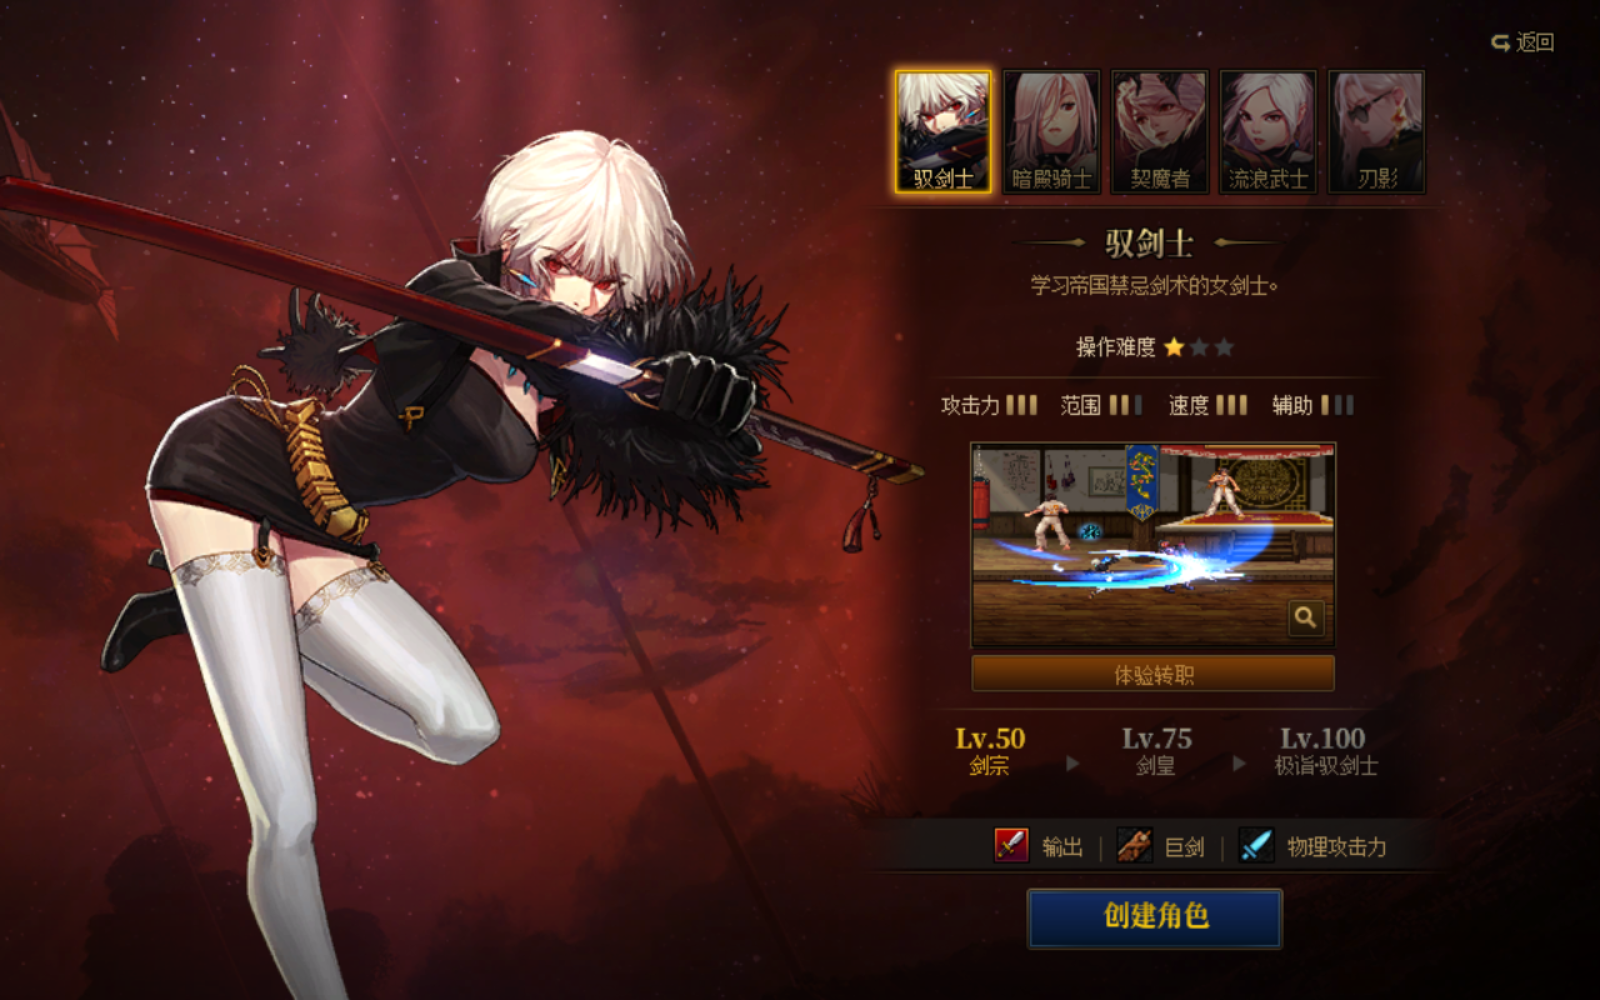 返回
驭剑士 暗殿骑士 契魔者 流浪武士 刃影
驭剑士
学习帝国禁忌剑术的女剑士。
操作难度
攻击力 范围 速度 辅助
体验转职
Lv.50 Lv.75 Lv.100
剑宗 剑皇 极诣·驭剑士
输出 | 巨剑 | 物理攻击力
创建角色